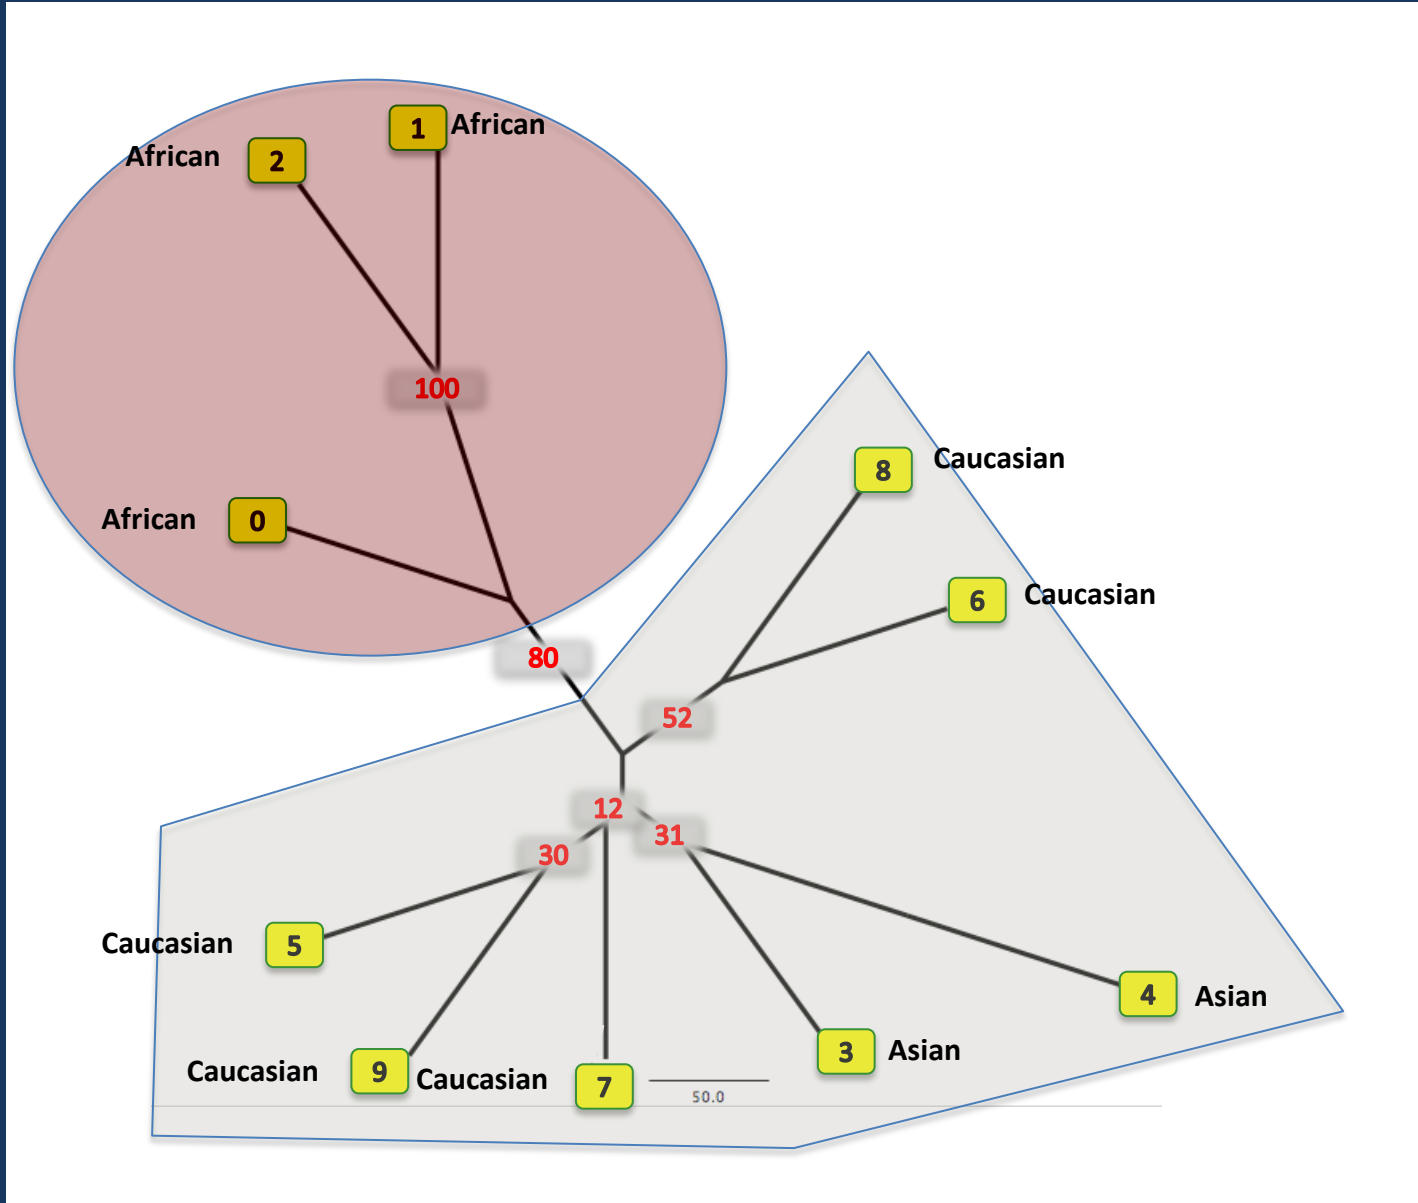 1 African
African 2
100
8 Caucasian
African 0
6 Caucasian
80
52
12
31
30
Caucasian 5
4 Asian
3 Asian
Caucasian 9 Caucasian 7
50.0